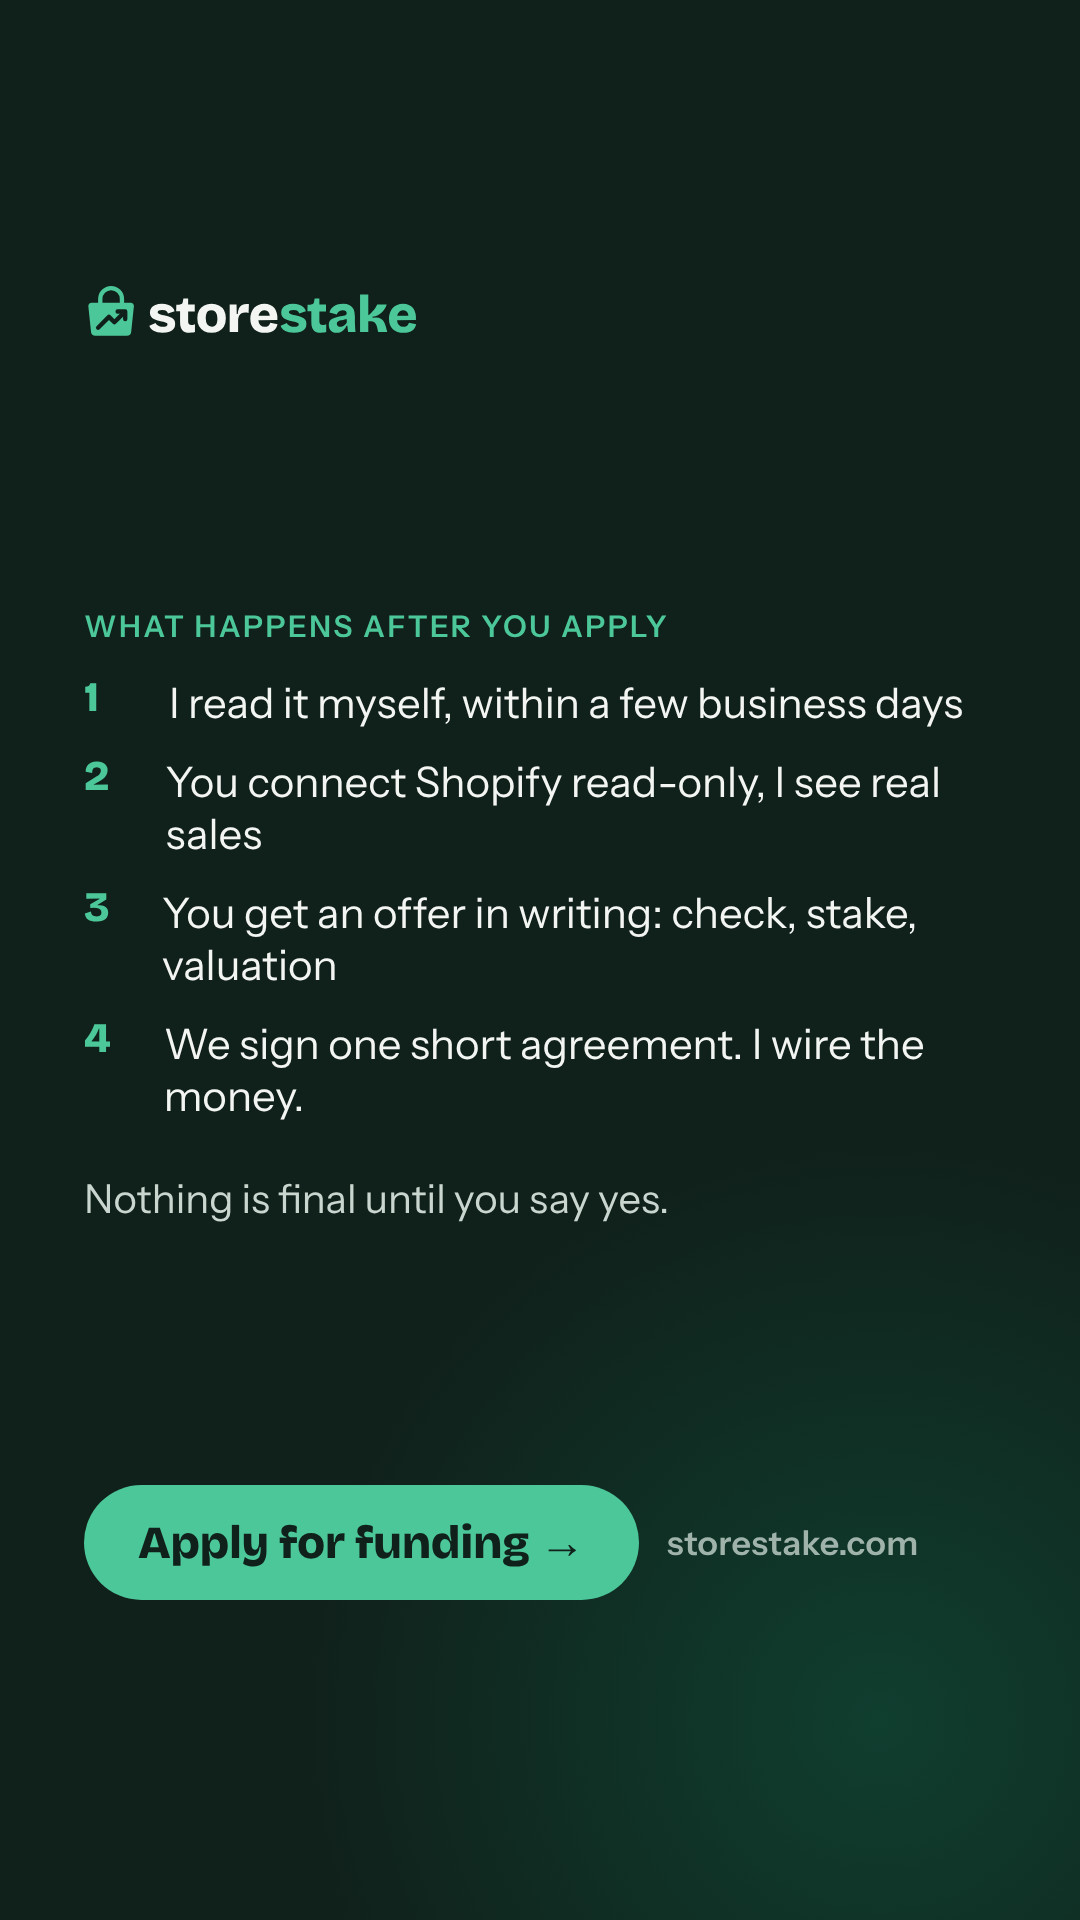 storestake
WHAT HAPPENS AFTER YOU APPLY
1 I read it myself, within a few business days
2 You connect Shopify read-only, I see real
sales
3 You get an offer in writing: check, stake,
valuation
4 We sign one short agreement. I wire the
money.
Nothing is final until you say yes.
Apply for funding → storestake.com